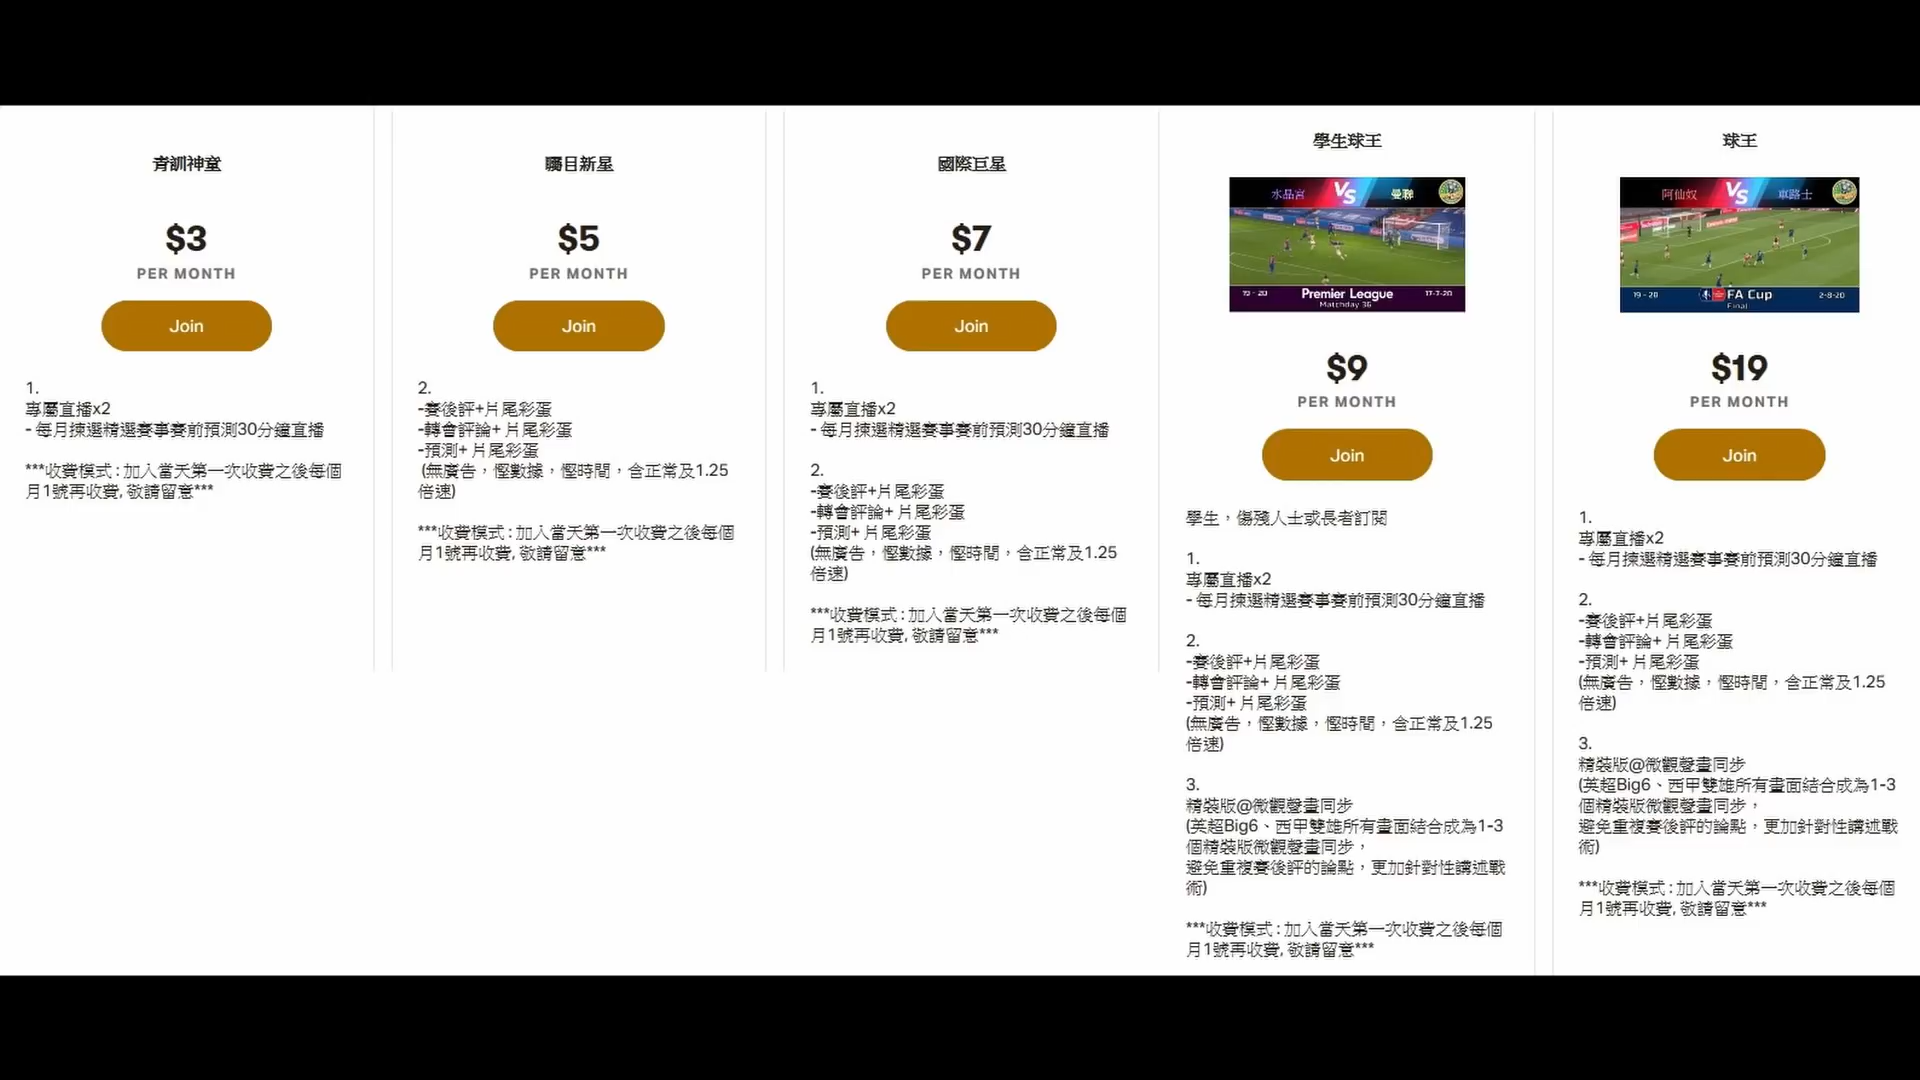 青訓神童
$3
PER MONTH
Join
1.
專屬直播x2
- 每月揀選精選賽事賽前預測30分鐘直播
***收費模式 : 加入當天第一次收費之後每個
月1號再收費, 敬請留意***
矚目新星
$5
PER MONTH
Join
2.
-賽後評+片尾彩蛋
-轉會評論+ 片尾彩蛋
-預測+ 片尾彩蛋
(無廣告，慳數據，慳時間，含正常及1.25
倍速)
***收費模式 : 加入當天第一次收費之後每個
月1號再收費, 敬請留意***
國際巨星
$7
PER MONTH
Join
1.
專屬直播x2
- 每月揀選精選賽事賽前預測30分鐘直播
2.
-賽後評+片尾彩蛋
-轉會評論+ 片尾彩蛋
-預測+ 片尾彩蛋
(無廣告，慳數據，慳時間，含正常及1.25
倍速)
***收費模式 : 加入當天第一次收費之後每個
月1號再收費, 敬請留意***
學生球王
水晶宮 VS 曼聯
19 - 20 Premier League 17-7-20
Matchday 36
$9
PER MONTH
Join
學生，傷殘人士或長者訂閱
1.
專屬直播x2
- 每月揀選精選賽事賽前預測30分鐘直播
2.
-賽後評+片尾彩蛋
-轉會評論+ 片尾彩蛋
-預測+ 片尾彩蛋
(無廣告，慳數據，慳時間，含正常及1.25
倍速)
3.
精裝版@微觀聲畫同步
(英超Big6、西甲雙雄所有畫面結合成為1-3
個精裝版微觀聲畫同步，
避免重複賽後評的論點，更加針對性講述戰
術)
***收費模式 : 加入當天第一次收費之後每個
月1號再收費, 敬請留意***
球王
阿仙奴 VS 車路士
19 - 20 FA Cup 2-8-20
Final
$19
PER MONTH
Join
1.
專屬直播x2
- 每月揀選精選賽事賽前預測30分鐘直播
2.
-賽後評+片尾彩蛋
-轉會評論+ 片尾彩蛋
-預測+ 片尾彩蛋
(無廣告，慳數據，慳時間，含正常及1.25
倍速)
3.
精裝版@微觀聲畫同步
(英超Big6、西甲雙雄所有畫面結合成為1-3
個精裝版微觀聲畫同步，
避免重複賽後評的論點，更加針對性講述戰
術)
***收費模式 : 加入當天第一次收費之後每個
月1號再收費, 敬請留意***